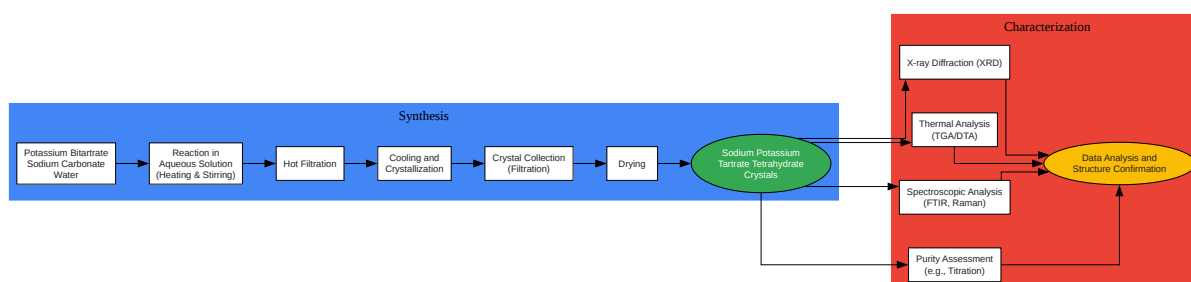 Characterization
X-ray Diffraction (XRD)
Synthesis
Thermal Analysis
(TGA/DTA)
Potassium Bitartrate
Sodium Carbonate
Water
Reaction in
Aqueous Solution
(Heating & Stirring)
Hot Filtration
Cooling and
Crystallization
Crystal Collection
(Filtration)
Drying
Sodium Potassium
Tartrate Tetrahydrate
Crystals
Data Analysis and
Structure Confirmation
Spectroscopic Analysis
(FTIR, Raman)
Purity Assessment
(e.g., Titration)